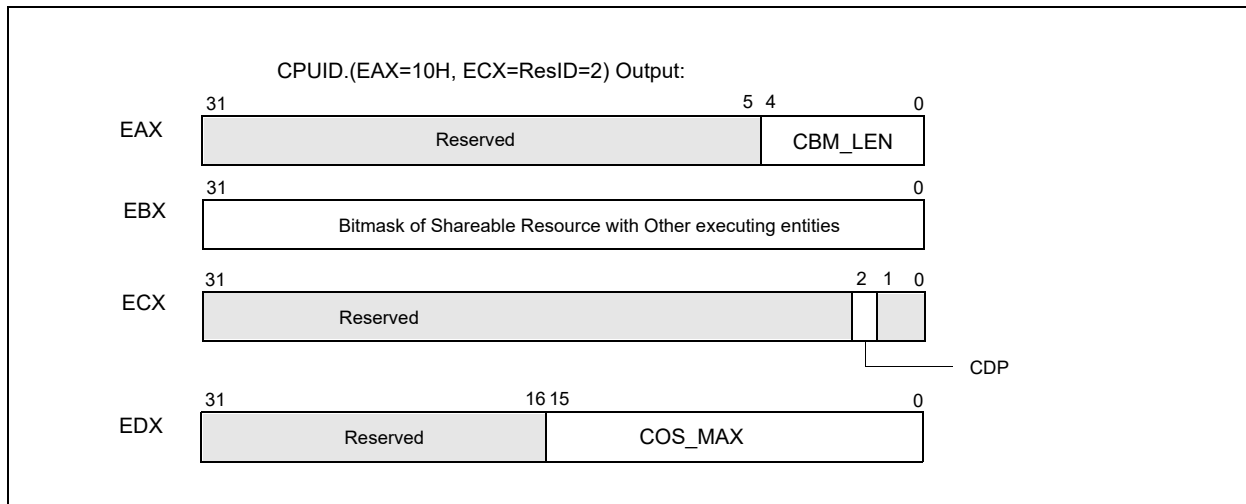 CPUID.(EAX=10H, ECX=ResID=2) Output:
31 5 4 0
EAX Reserved CBM_LEN
31 0
EBX Bitmask of Shareable Resource with Other executing entities
31 2 1 0
ECX Reserved
CDP
31 16 15 0
EDX Reserved COS_MAX